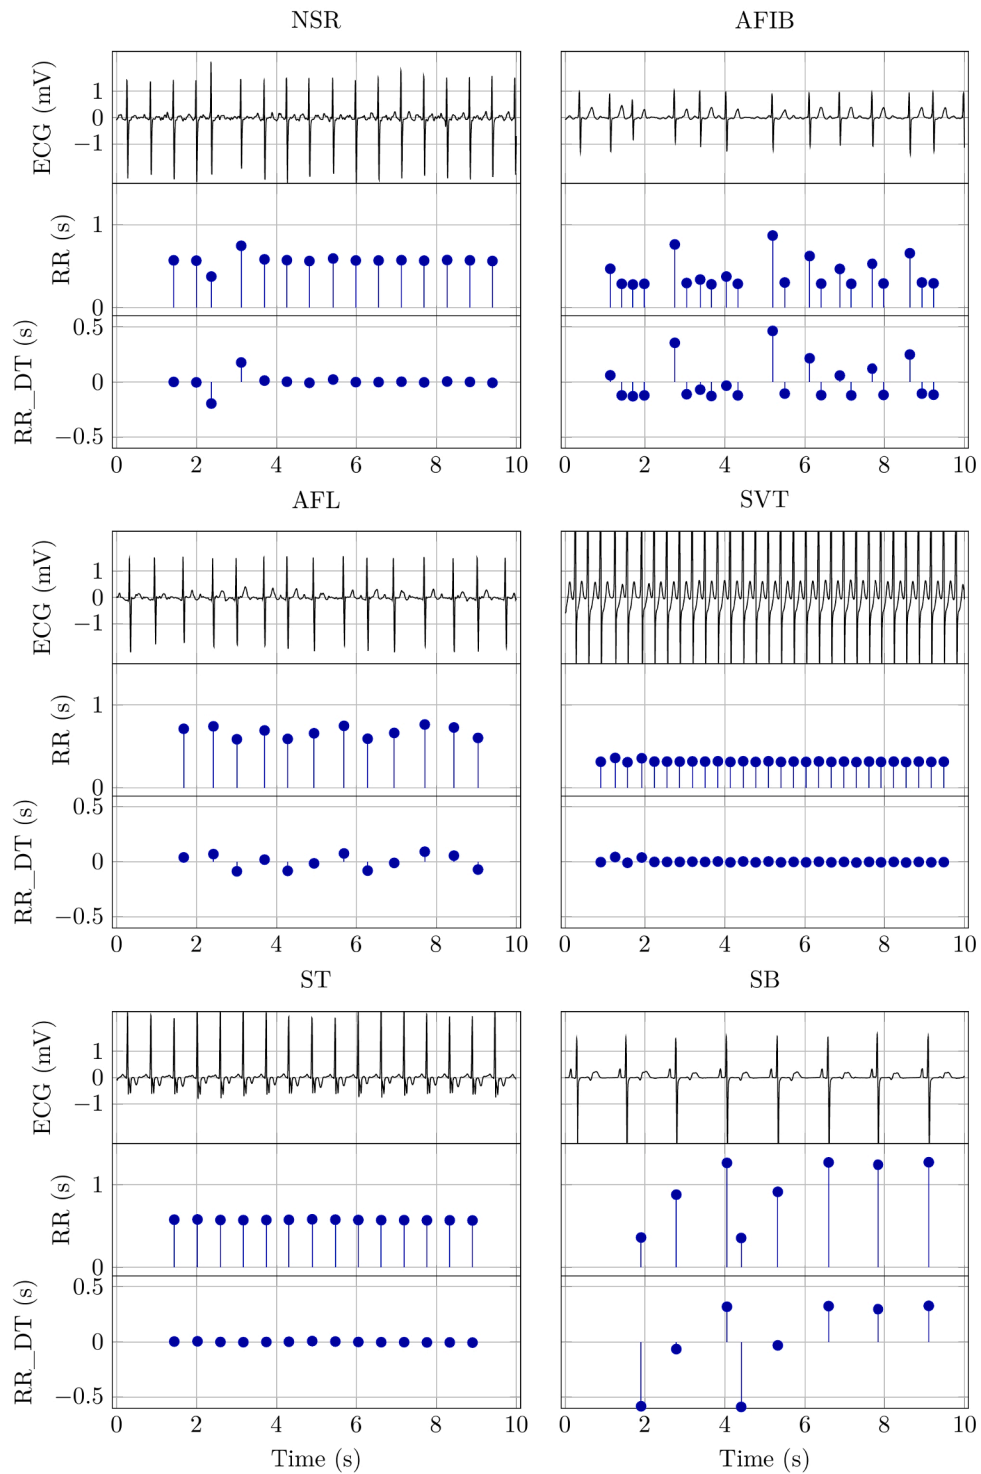 NSR
AFIB
ECG (mV)
1
0
−1
RR (s)
1
0
RR_DT (s)
0.5
0
−0.5
0 2 4 6 8 10
0 2 4 6 8 10
AFL
SVT
ECG (mV)
1
0
−1
RR (s)
1
0
RR_DT (s)
0.5
0
−0.5
0 2 4 6 8 10
0 2 4 6 8 10
ST
SB
ECG (mV)
1
0
−1
RR (s)
1
0
RR_DT (s)
0.5
0
−0.5
0 2 4 6 8 10
0 2 4 6 8 10
Time (s)
Time (s)